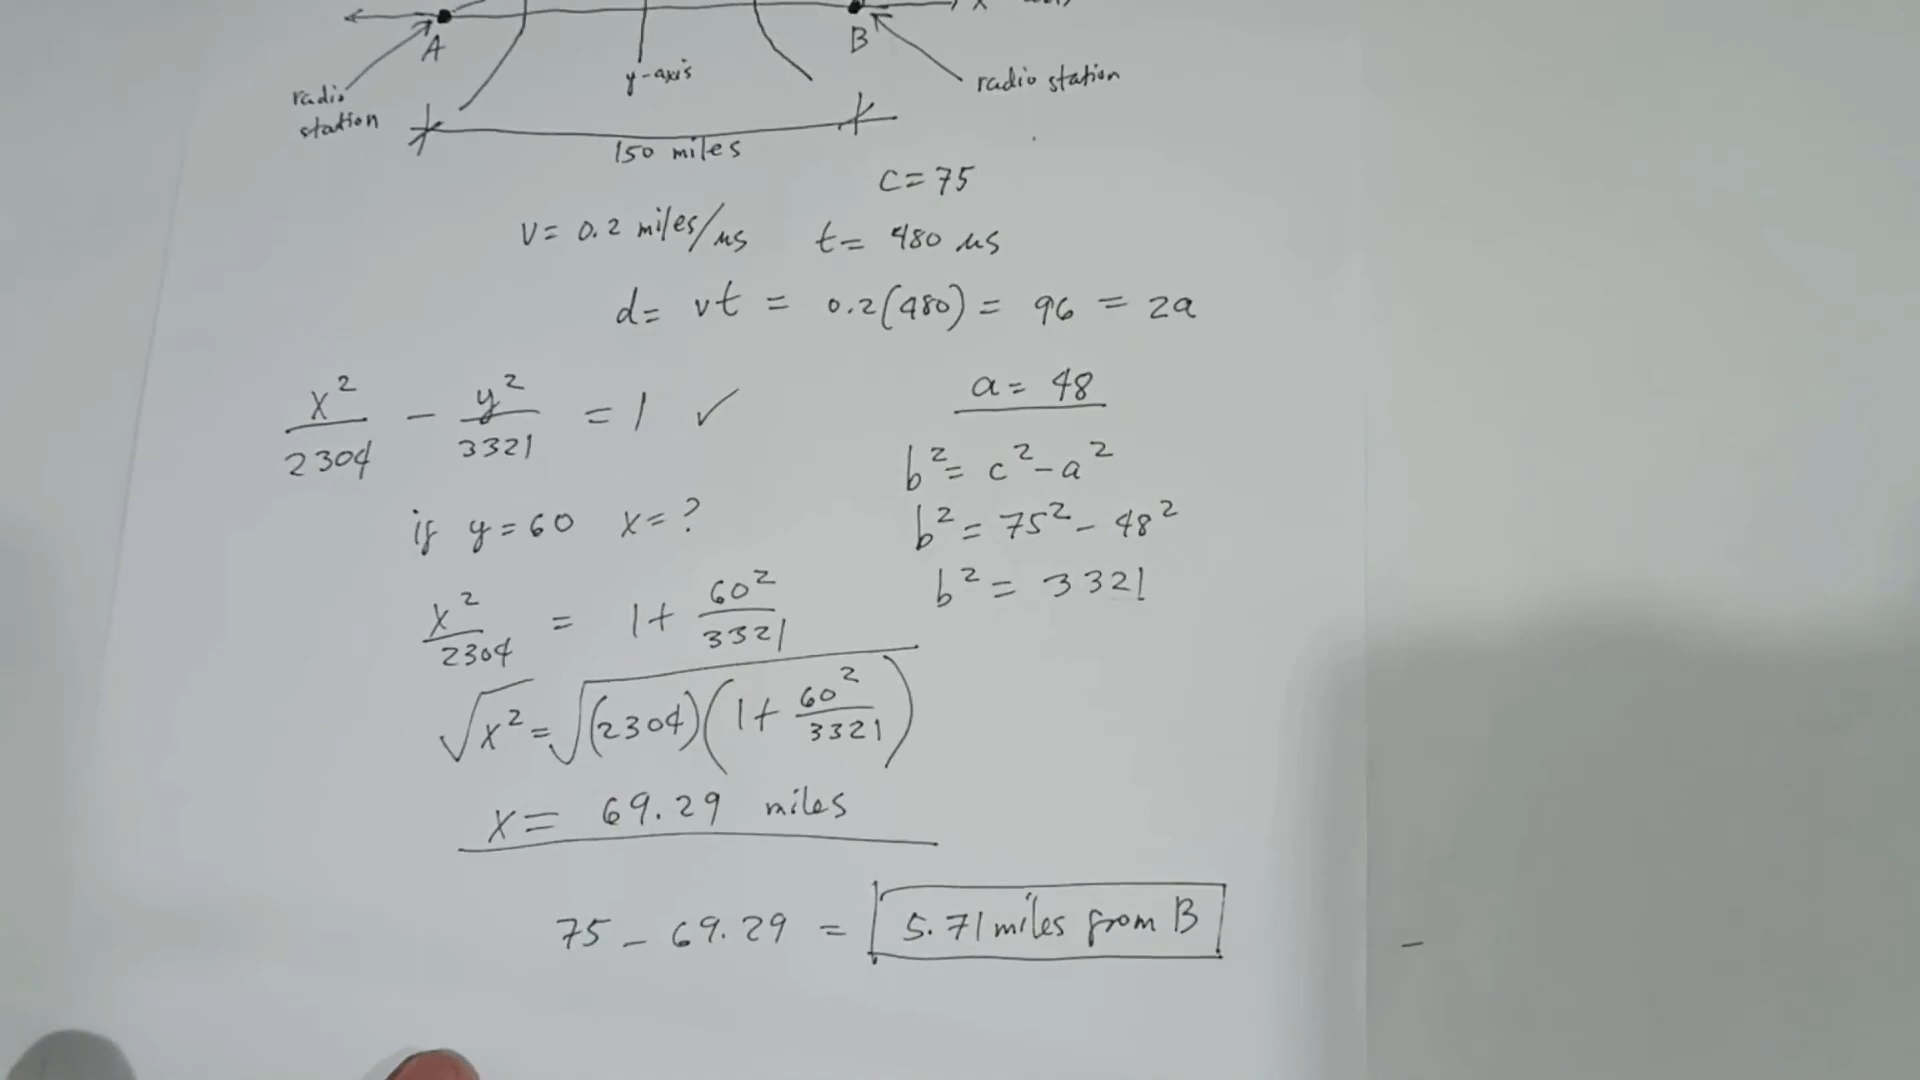 A
B
radio
station
y-axis
radio station
150 miles
c = 75
v = 0.2 miles/μs t = 480 μs
d = vt = 0.2(480) = 96 = 2a
x²/2304 - y²/3321 = 1 ✓
a = 48
b² = c² - a²
b² = 75² - 48²
b² = 3321
if y = 60 x = ?
x²/2304 = 1 + 60²/3321
√x² = √(2304)(1 + 60²/3321)
x = 69.29 miles
75 - 69.29 = 5.71 miles from B